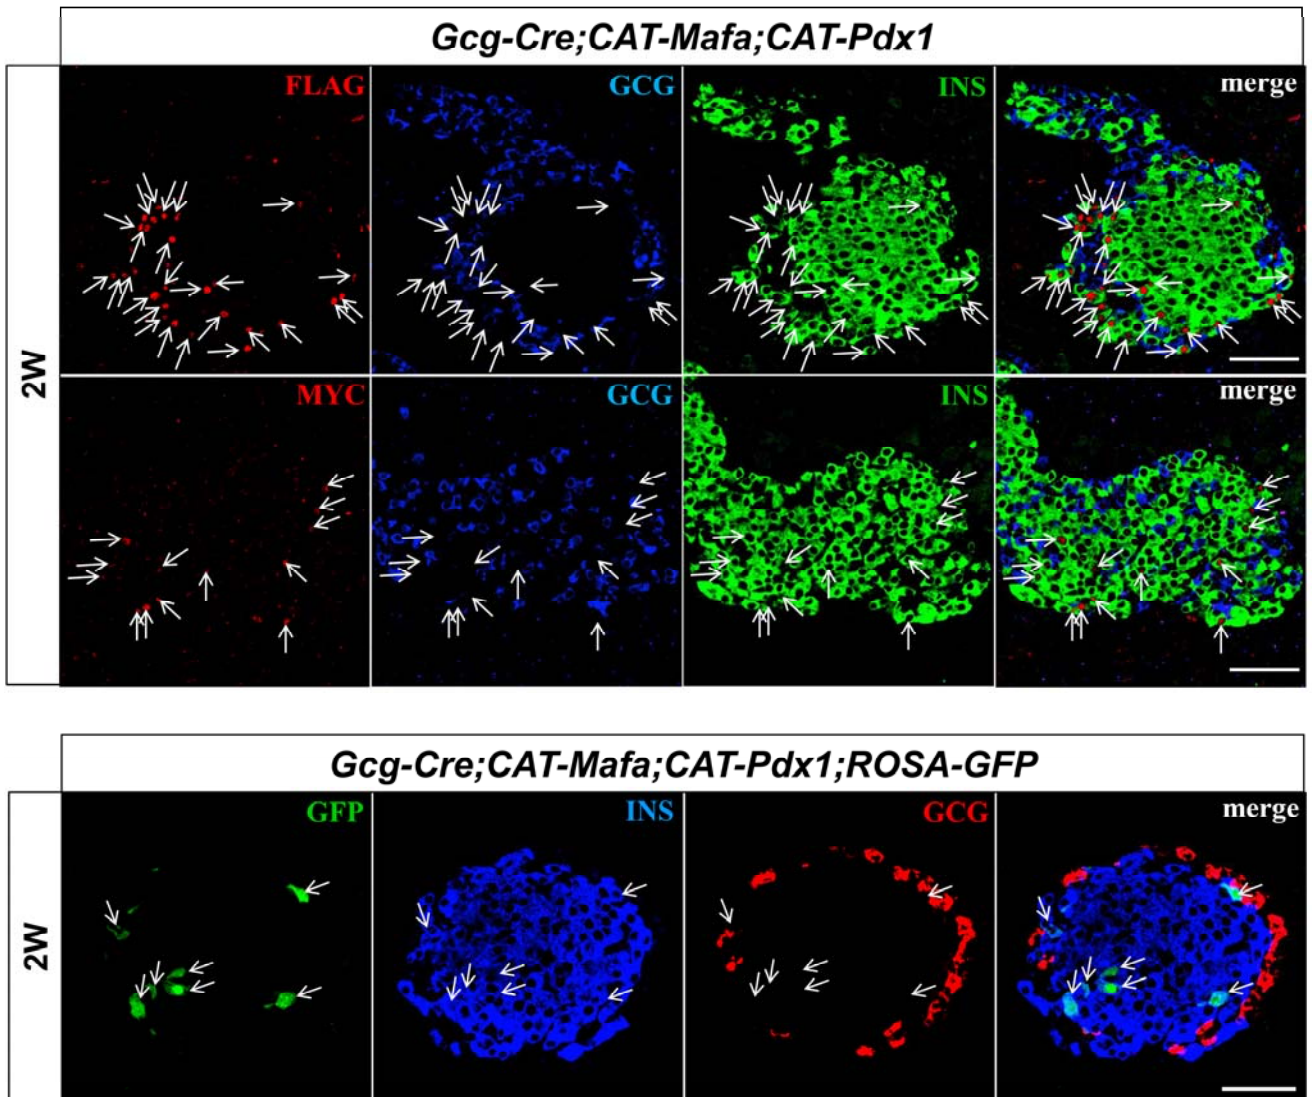 Gcg-Cre;CAT-Mafa;CAT-Pdx1
2W
FLAG GCG INS merge
MYC GCG INS merge
Gcg-Cre;CAT-Mafa;CAT-Pdx1;ROSA-GFP
2W
GFP INS GCG merge